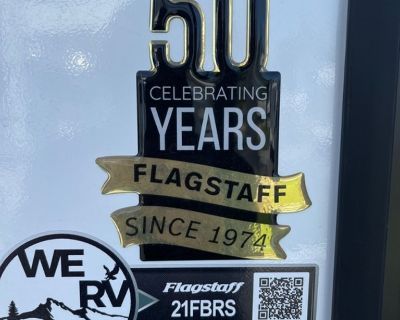 50
CELEBRATING
YEARS
FLAGSTAFF
SINCE 1974
WE
RV
Flagstaff
21FBRS